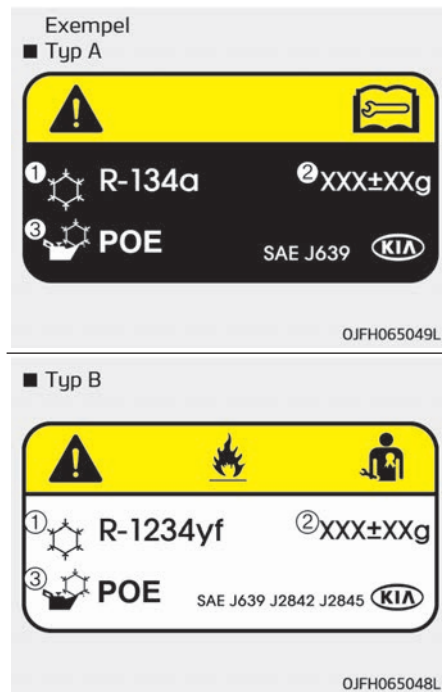 Exempel
■ Typ A
① R-134a ②XXX±XXg
③ POE SAE J639 KIA
OJFH065049L
■ Typ B
① R-1234yf ②XXX±XXg
③ POE SAE J639 J2842 J2845 KIA
OJFH065048L